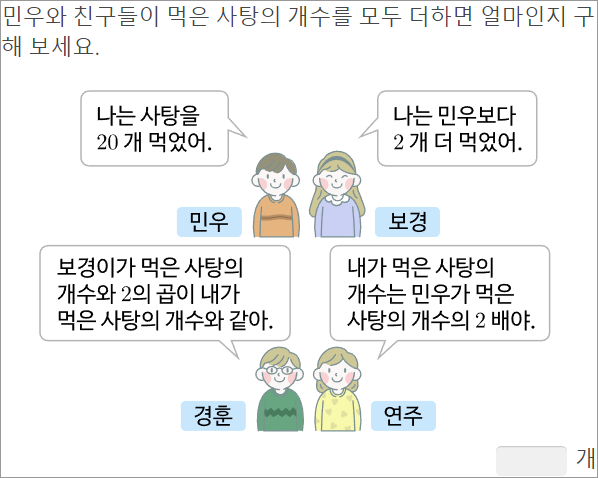 민우와 친구들이 먹은 사탕의 개수를 모두 더하면 얼마인지 구
해 보세요.
나는 사탕을
20 개 먹었어.
나는 민우보다
2 개 더 먹었어.
민우
보경
보경이가 먹은 사탕의
개수와 2의 곱이 내가
먹은 사탕의 개수와 같아.
내가 먹은 사탕의
개수는 민우가 먹은
사탕의 개수의 2 배야.
경훈
연주
개